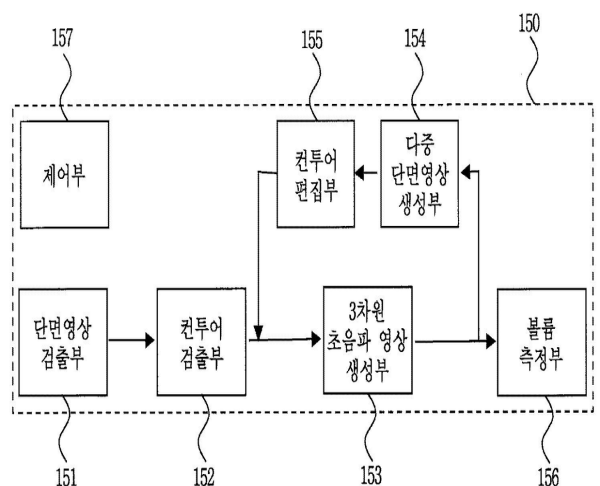 157
155
154
150
제어부
컨투어
편집부
다중
단면영상
생성부
단면영상
검출부
컨투어
검출부
3차원
초음파 영상
생성부
볼륨
측정부
151
152
153
156